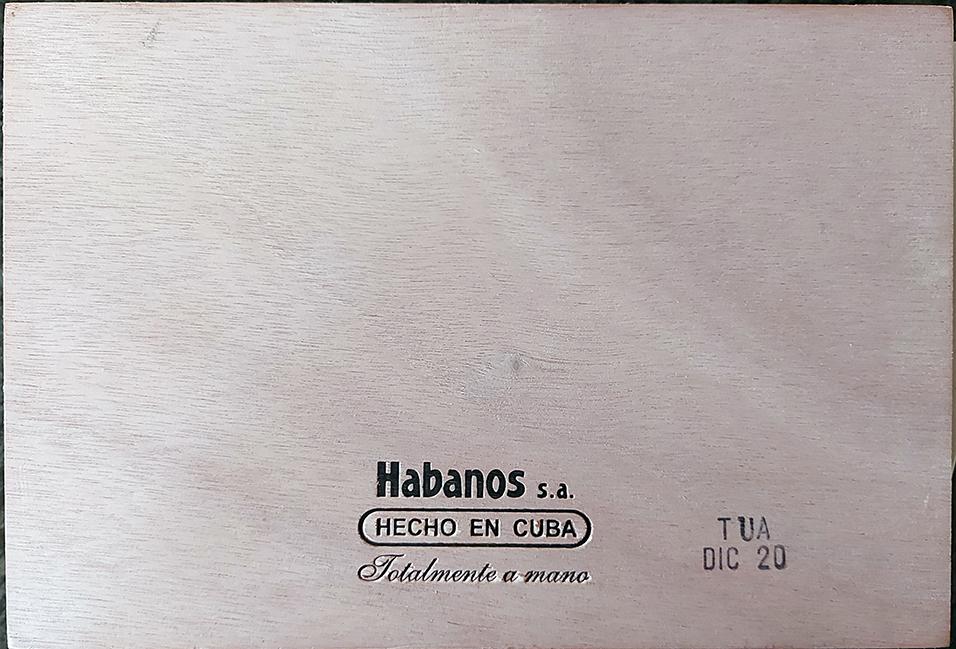 Habanos s.a.
HECHO EN CUBA
Totalmente a mano
TUA
DIC 20